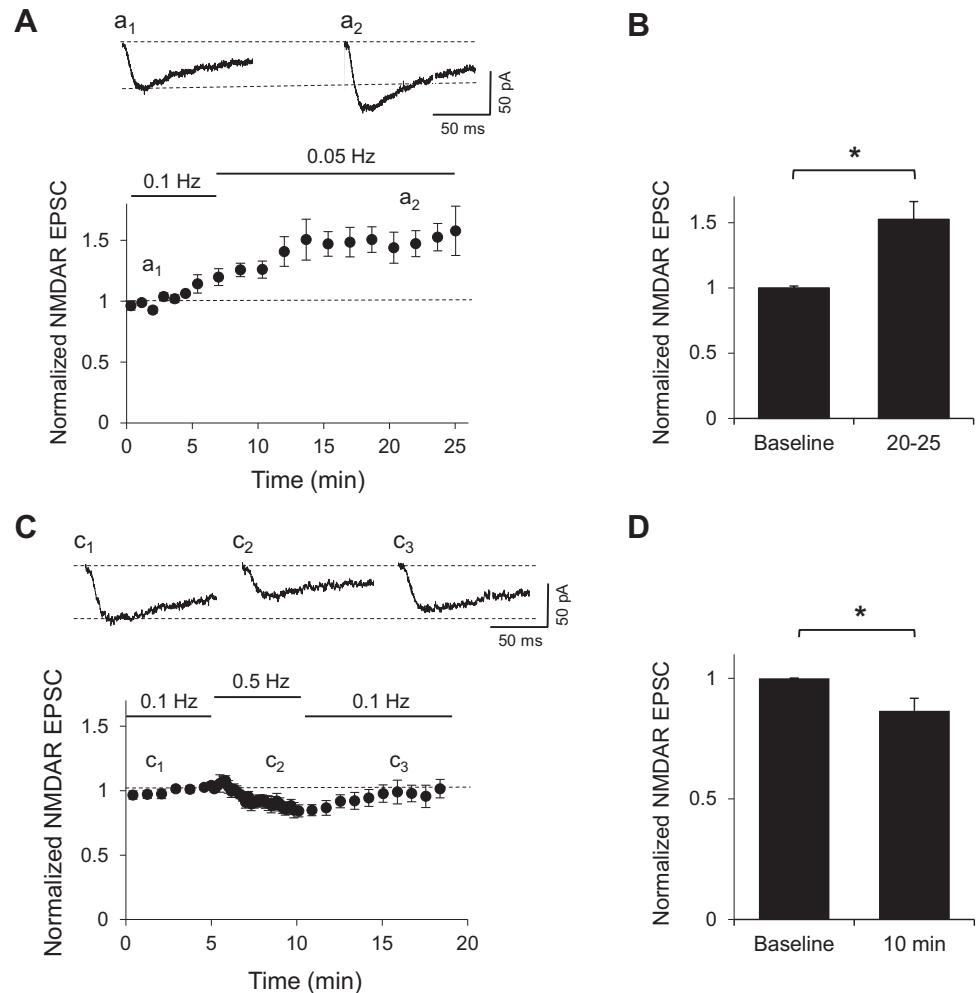 A
a1
a2
50 pA
50 ms
0.1 Hz
0.05 Hz
a1
a2
Normalized NMDAR EPSC
1.5
1
0.5
0
0
5
10
15
20
25
Time (min)
B
*
Normalized NMDAR EPSC
1.5
1
0.5
0
Baseline
20-25
C
c1
c2
c3
50 pA
50 ms
0.1 Hz
0.5 Hz
0.1 Hz
c1
c2
c3
Normalized NMDAR EPSC
1.5
1
0.5
0
0
5
10
15
20
Time (min)
D
*
Normalized NMDAR EPSC
1
0.5
0
Baseline
10 min